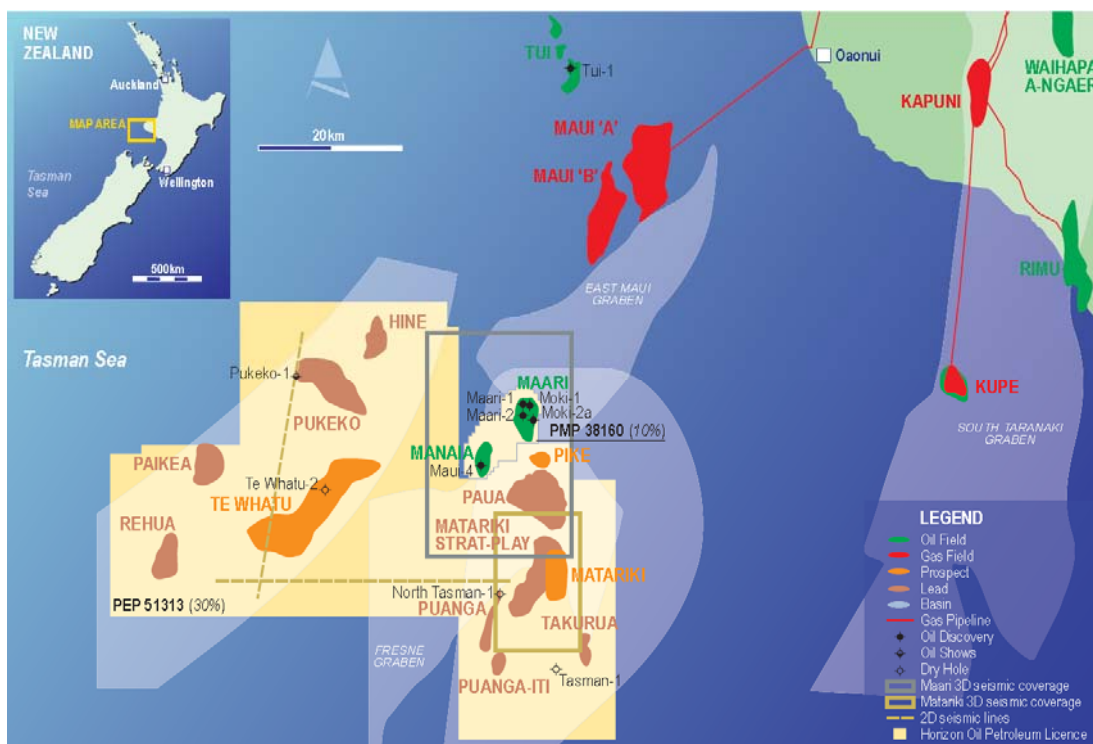 NEW
ZEALAND
Auckland
MAP AREA
Tasman
Sea
Wellington
500km
20km
TUI
Tui-1
Oaonui
WAIHAPA
A-NGAER
KAPUNI
MAUI 'A'
MAUI 'B'
RIMU
EAST MAUI
GRABEN
Tasman Sea
HINE
Pukeko-1
PUKEKO
MAARI
Maari-1
Moki-1
Maari-2
Moki-2a
PMP 38160 (10%)
KUPE
SOUTH TARANAKI
GRABEN
MANAIA
Maui-4
PIKE
PAIKEA
Te Whatu-2
TE WHATU
PAUA
REHUA
MATARIKI
STRAT-PLAY
MATARIKI
North Tasman-1
PUANGA
PEP 51313 (30%)
TAKURUA
FRESNE
GRABEN
PUANGA-ITI
Tasman-1
LEGEND
Oil Field
Gas Field
Prospect
Lead
Basin
Gas Pipeline
Oil Discovery
Oil Shows
Dry Hole
Maari 3D seismic coverage
Matariki 3D seismic coverage
2D seismic lines
Horizon Oil Petroleum Licence